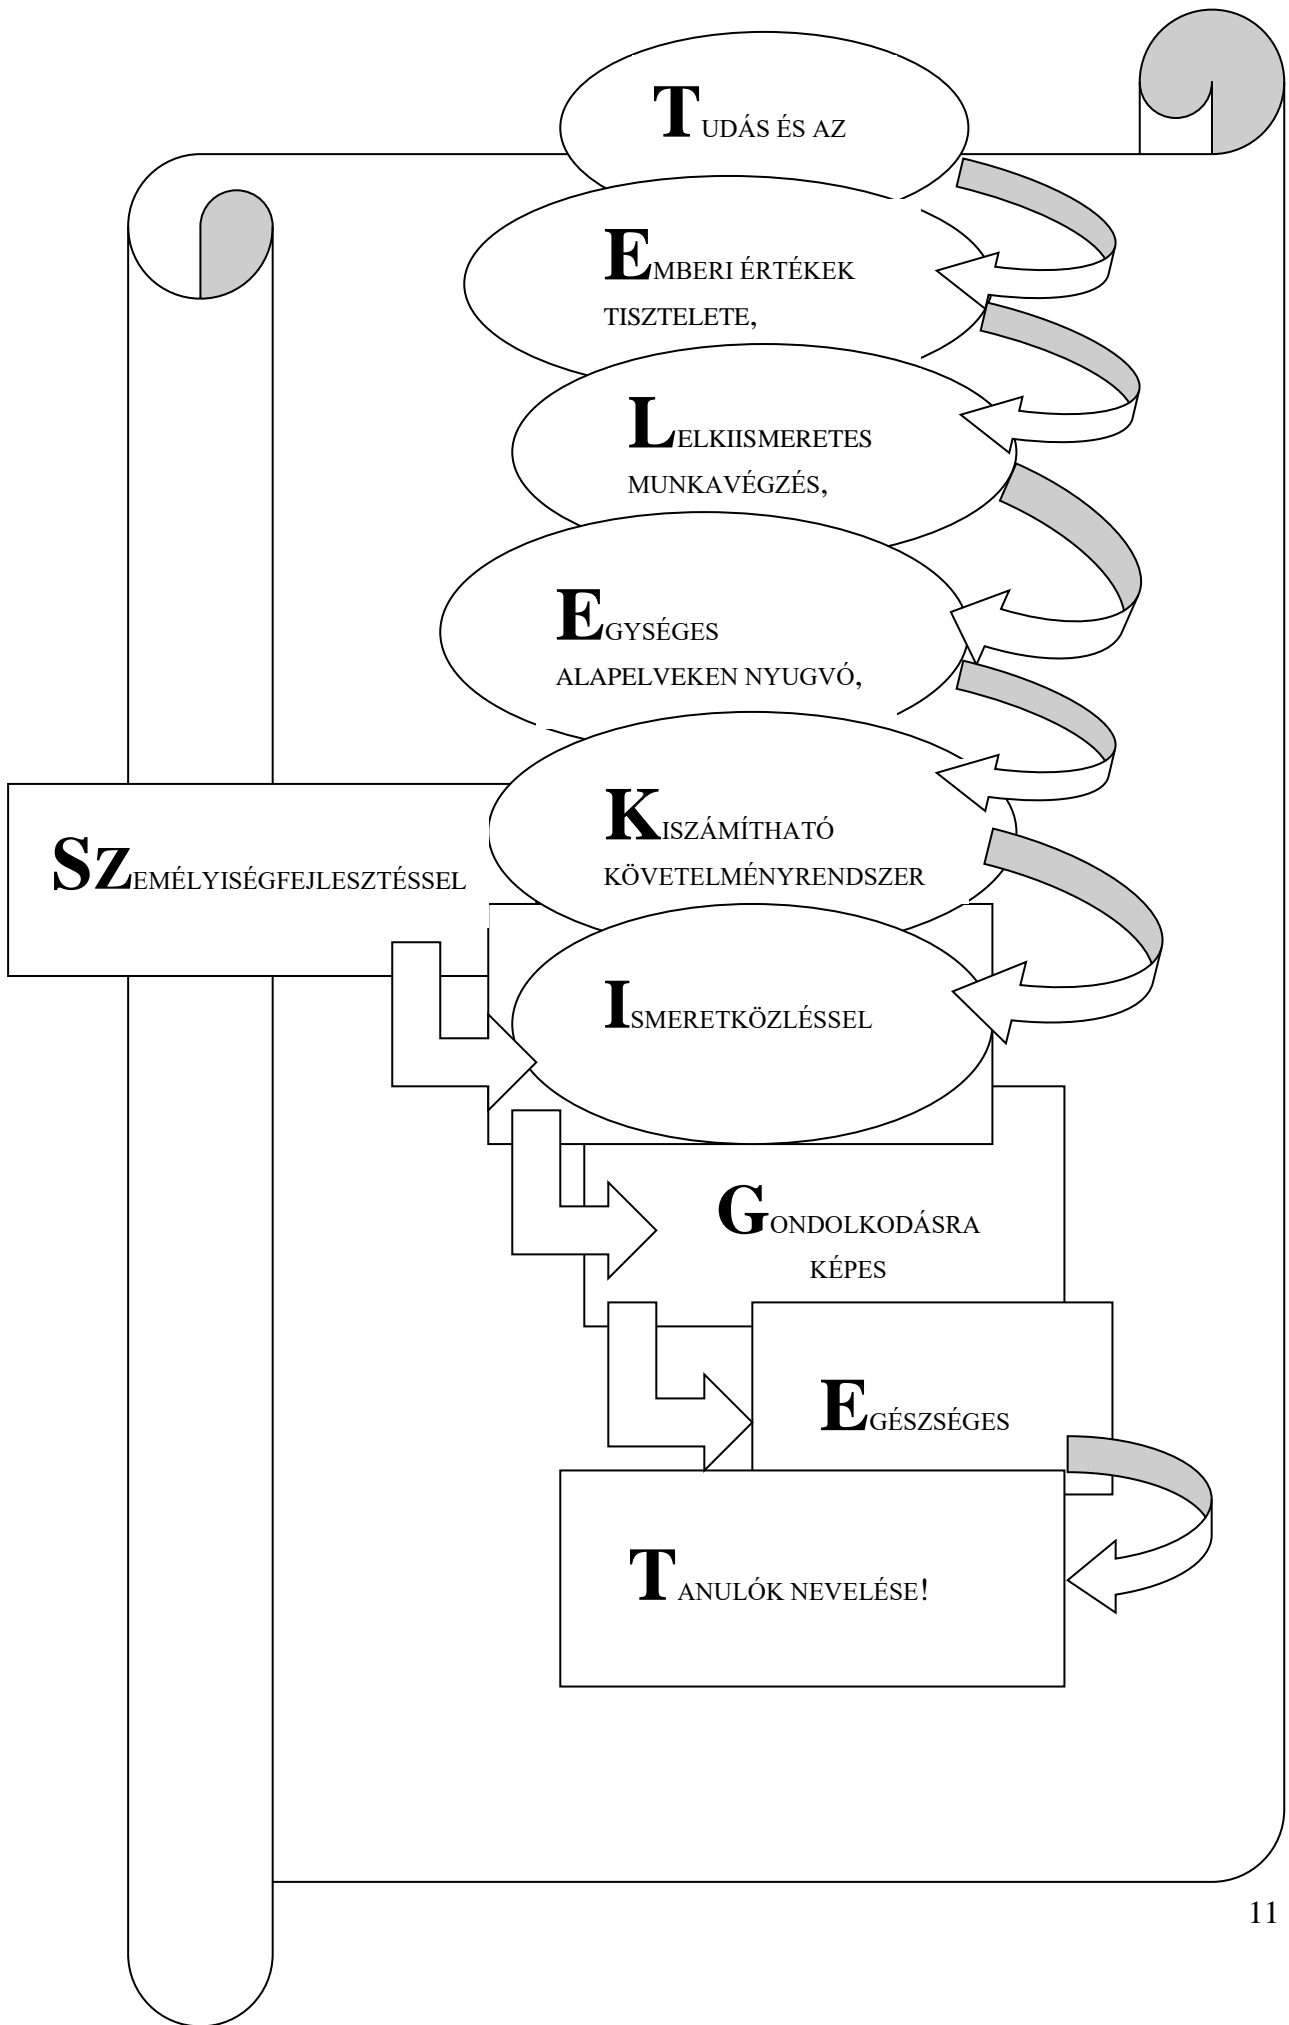 TUDÁS ÉS AZ
EMBERI ÉRTÉKEK
TISZTELETE,
LELKIISMERETES
MUNKAVÉGZÉS,
EGYSÉGES
ALAPELVEKEN NYUGVÓ,
KISZÁMÍTHATÓ
KÖVETELMÉNYRENDSZER
SZEMÉLYISÉGFEJLESZTÉSSEL
ISMERETKÖZLÉSSEL
GONDOLKODÁSRA
KÉPES
EGÉSZSÉGES
TANULÓK NEVELÉSE!
11